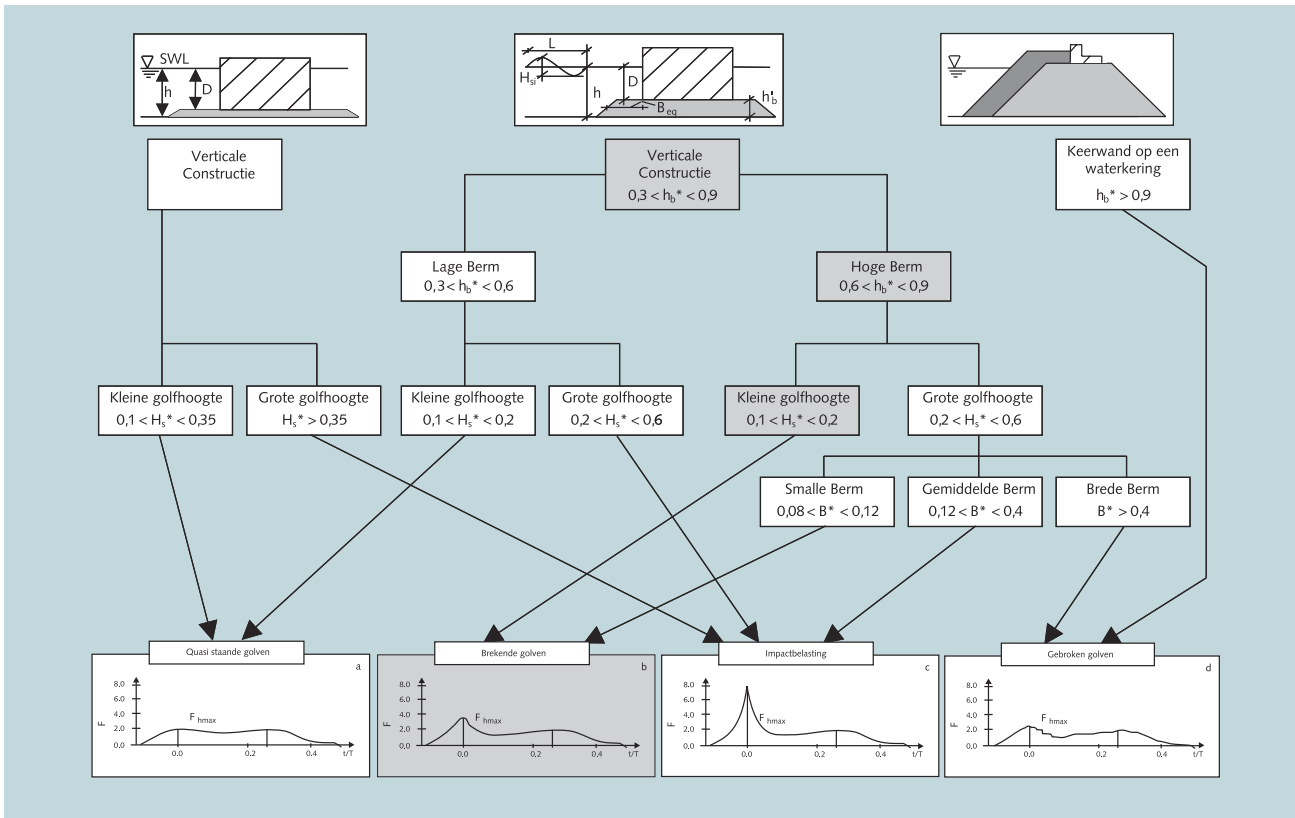 SWL
h
D
L
H_si
h
D
B_eq
h'_b
Verticale
Constructie
Verticale
Constructie
0,3 < h_b* < 0,9
Keerwand op een
waterkering
h_b* > 0,9
Lage Berm
0,3 < h_b* < 0,6
Hoge Berm
0,6 < h_b* < 0,9
Kleine golfhoogte
0,1 < H_s* < 0,35
Grote golfhoogte
H_s* > 0,35
Kleine golfhoogte
0,1 < H_s* < 0,2
Grote golfhoogte
0,2 < H_s* < 0,6
Kleine golfhoogte
0,1 < H_s* < 0,2
Grote golfhoogte
0,2 < H_s* < 0,6
Smalle Berm
0,08 < B* < 0,12
Gemiddelde Berm
0,12 < B* < 0,4
Brede Berm
B* > 0,4
Quasi staande golven
a
8.0
6.0
4.0
2.0
0.0
F
F hmax
0.0
0.2
0.4
t/T
Brekende golven
b
8.0
6.0
4.0
2.0
0.0
F
F hmax
0.0
0.2
0.4
t/T
Impactbelasting
c
8.0
6.0
4.0
2.0
0.0
F
F hmax
0.0
0.2
0.4
t/T
Gebroken golven
d
8.0
6.0
4.0
2.0
0.0
F
F hmax
0.0
0.2
0.4
t/T